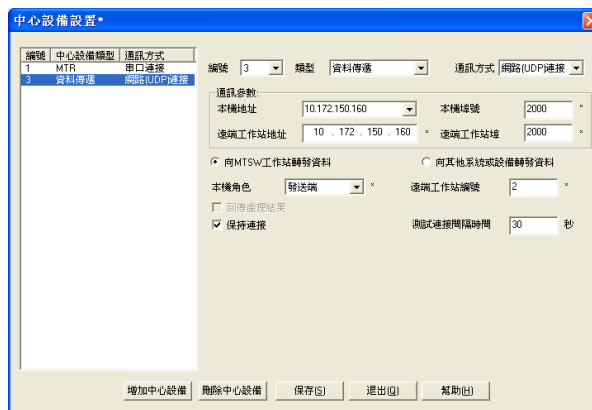 中心設備設置*
編號 中心設備類型 通訊方式
1 MTR 串口連接
3 資料傳遞 網路(UDP)連接
編號 3 類型 資料傳遞 通訊方式 網路(UDP)連接
通訊參數:
本機地址 10.172.150.160 本機埠號 2000 *
遠端工作站地址 10 . 172 . 150 . 160 * 遠端工作站埠 2000 *
向MTSW工作站轉發資料 向其他系統或設備轉發資料
本機角色 發送端 * 遠端工作站編號 2 *
回傳處理結果
保持連接 測試連接間隔時間 30 秒
增加中心設備 刪除中心設備 保存(S) 退出(Q) 幫助(H)